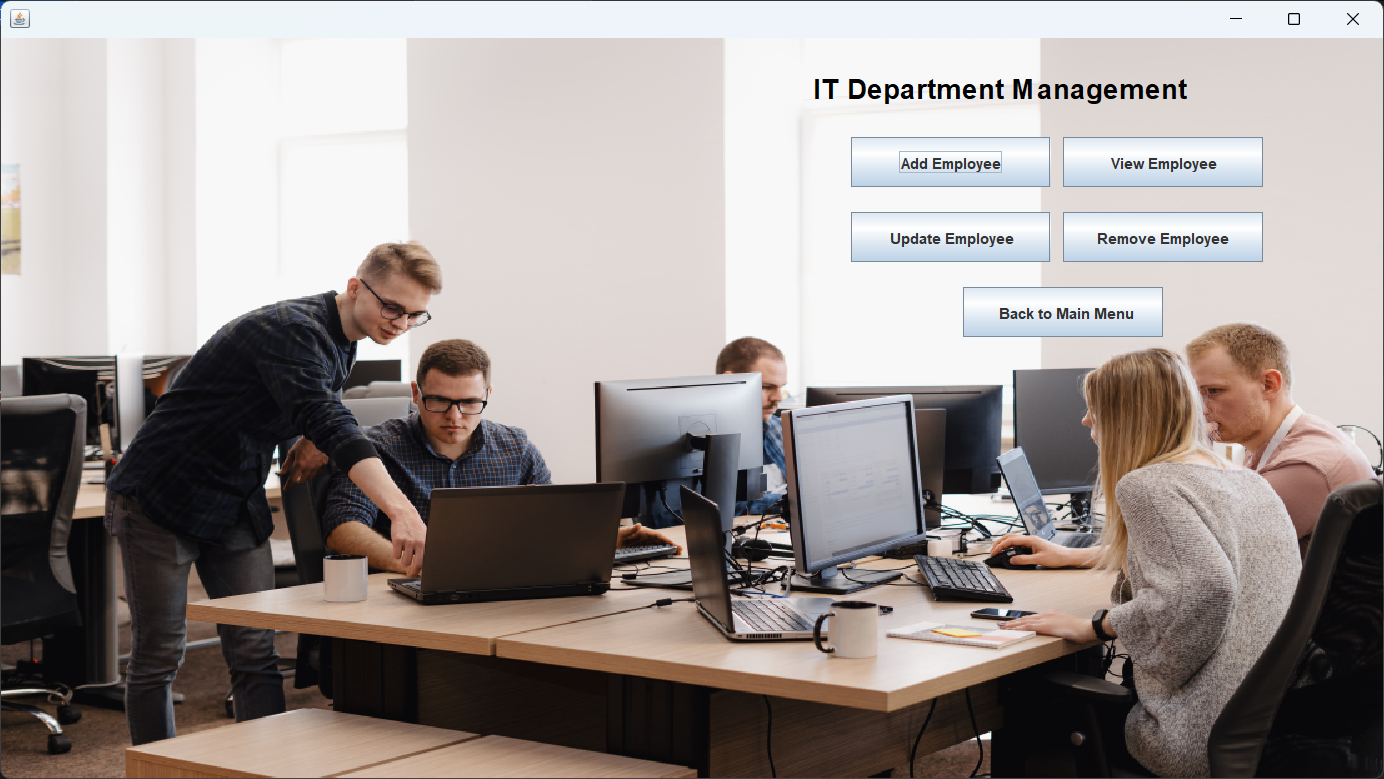 IT Department Management
Add Employee
View Employee
Update Employee
Remove Employee
Back to Main Menu